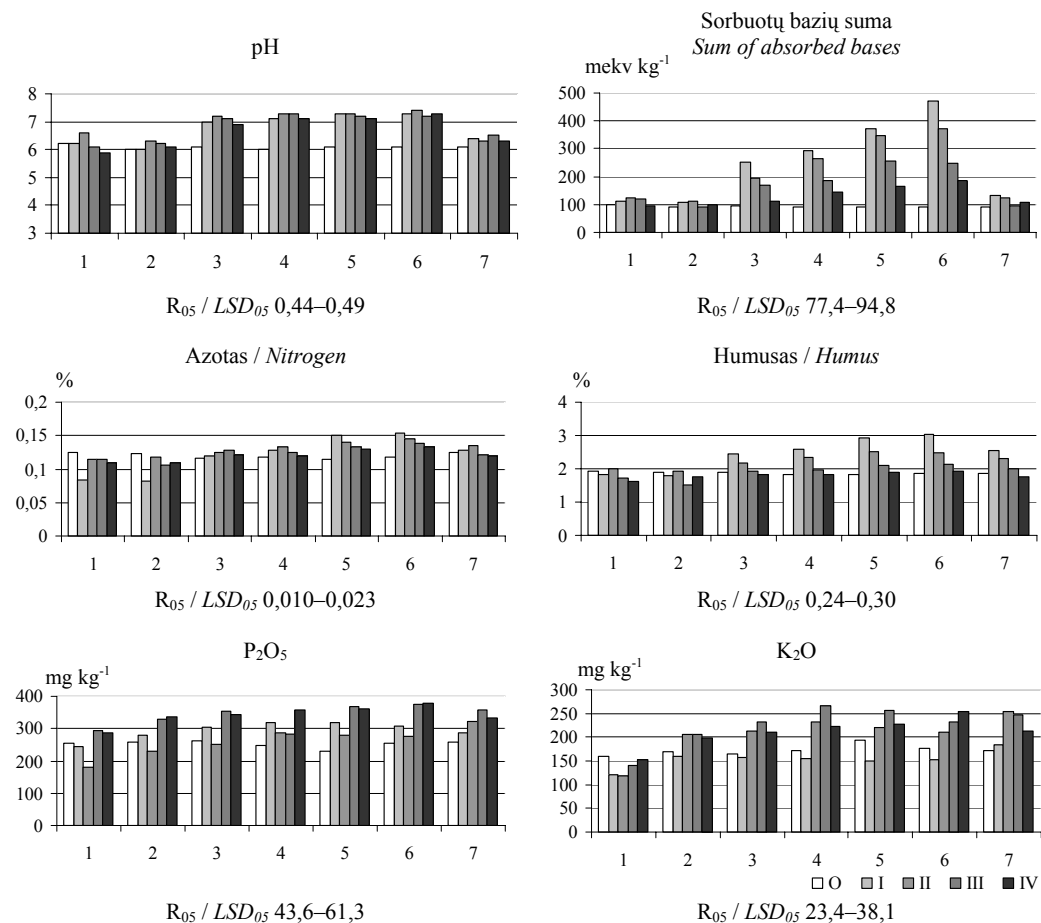 pH
8
7
6
5
4
3
1 2 3 4 5 6 7
R₀₅ / LSD₀₅ 0,44–0,49
Sorbuotų bazių suma
Sum of absorbed bases
mekv kg⁻¹
500
400
300
200
100
0
1 2 3 4 5 6 7
R₀₅ / LSD₀₅ 77,4–94,8
Azotas / Nitrogen
%
0,2
0,15
0,1
0,05
0
1 2 3 4 5 6 7
R₀₅ / LSD₀₅ 0,010–0,023
Humusas / Humus
%
4
3
2
1
0
1 2 3 4 5 6 7
R₀₅ / LSD₀₅ 0,24–0,30
P₂O₅
mg kg⁻¹
400
300
200
100
0
1 2 3 4 5 6 7
R₀₅ / LSD₀₅ 43,6–61,3
K₂O
mg kg⁻¹
300
250
200
150
100
50
0
1 2 3 4 5 6 7
O I II III IV
R₀₅ / LSD₀₅ 23,4–38,1